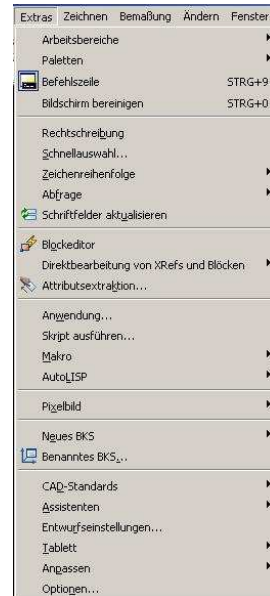 Extras Zeichnen Bemaßung Ändern Fenster
Arbeitsbereiche
Paletten
Befehlszeile STRG+9
Bildschirm bereinigen STRG+0
Rechtschreibung
Schnellauswahl...
Zeichenreihenfolge
Abfrage
Schriftfelder aktualisieren
Blockeditor
Direktbearbeitung von XRefs und Blöcken
Attributsextraktion...
Anwendung...
Skript ausführen...
Makro
AutoLISP
Pixelbild
Neues BKS
Benanntes BKS...
CAD-Standards
Assistenten
Entwurfseinstellungen...
Tablett
Anpassen
Optionen...